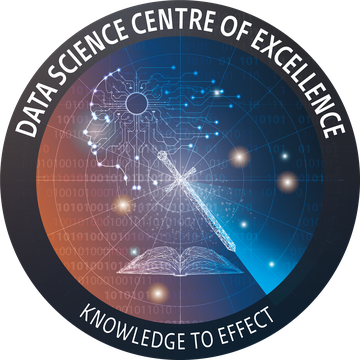 DATA SCIENCE CENTRE OF EXCELLENCE
KNOWLEDGE TO EFFECT